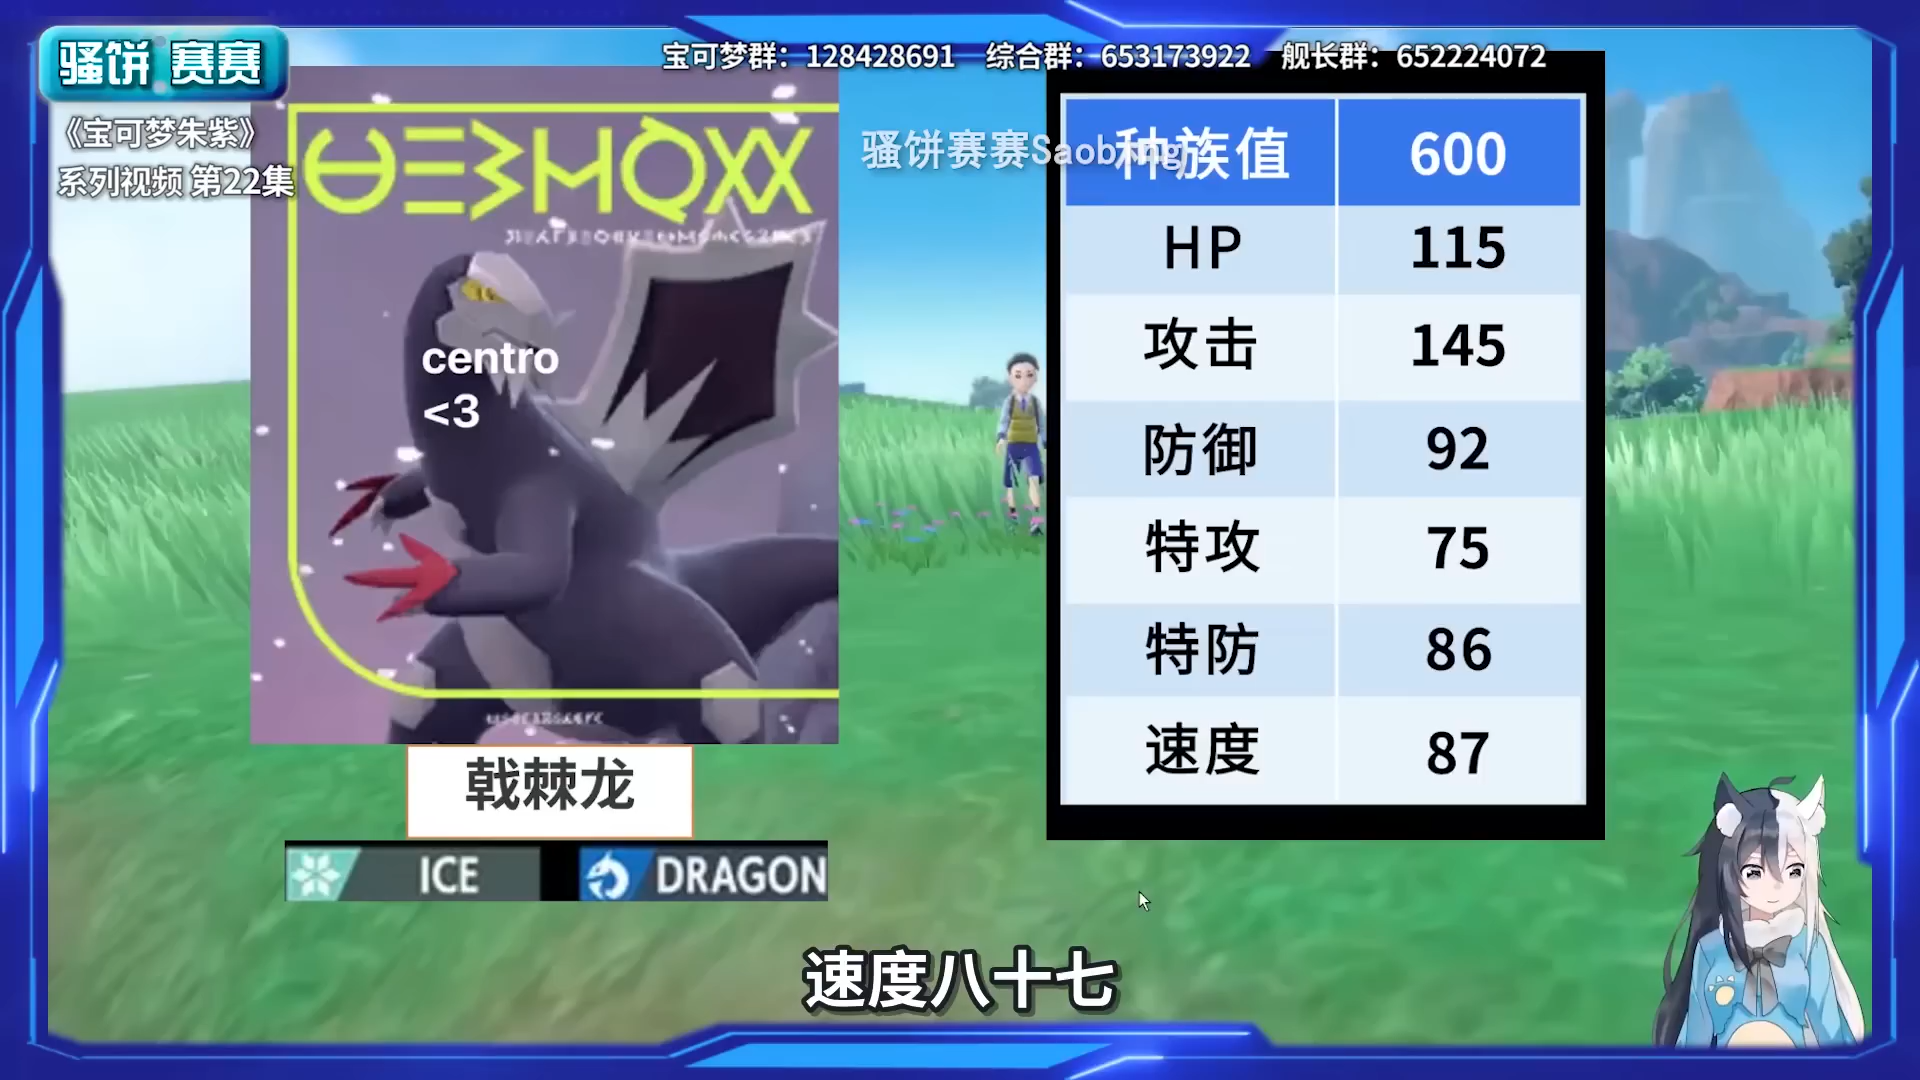 骚饼 赛赛
宝可梦群：128428691 综合群：653173922 舰长群：652224072
《宝可梦朱紫》
系列视频 第22集
骚饼赛赛Saobing
centro
<3
戟棘龙
ICE DRAGON
种族值 600
HP 115
攻击 145
防御 92
特攻 75
特防 86
速度 87
速度八十七